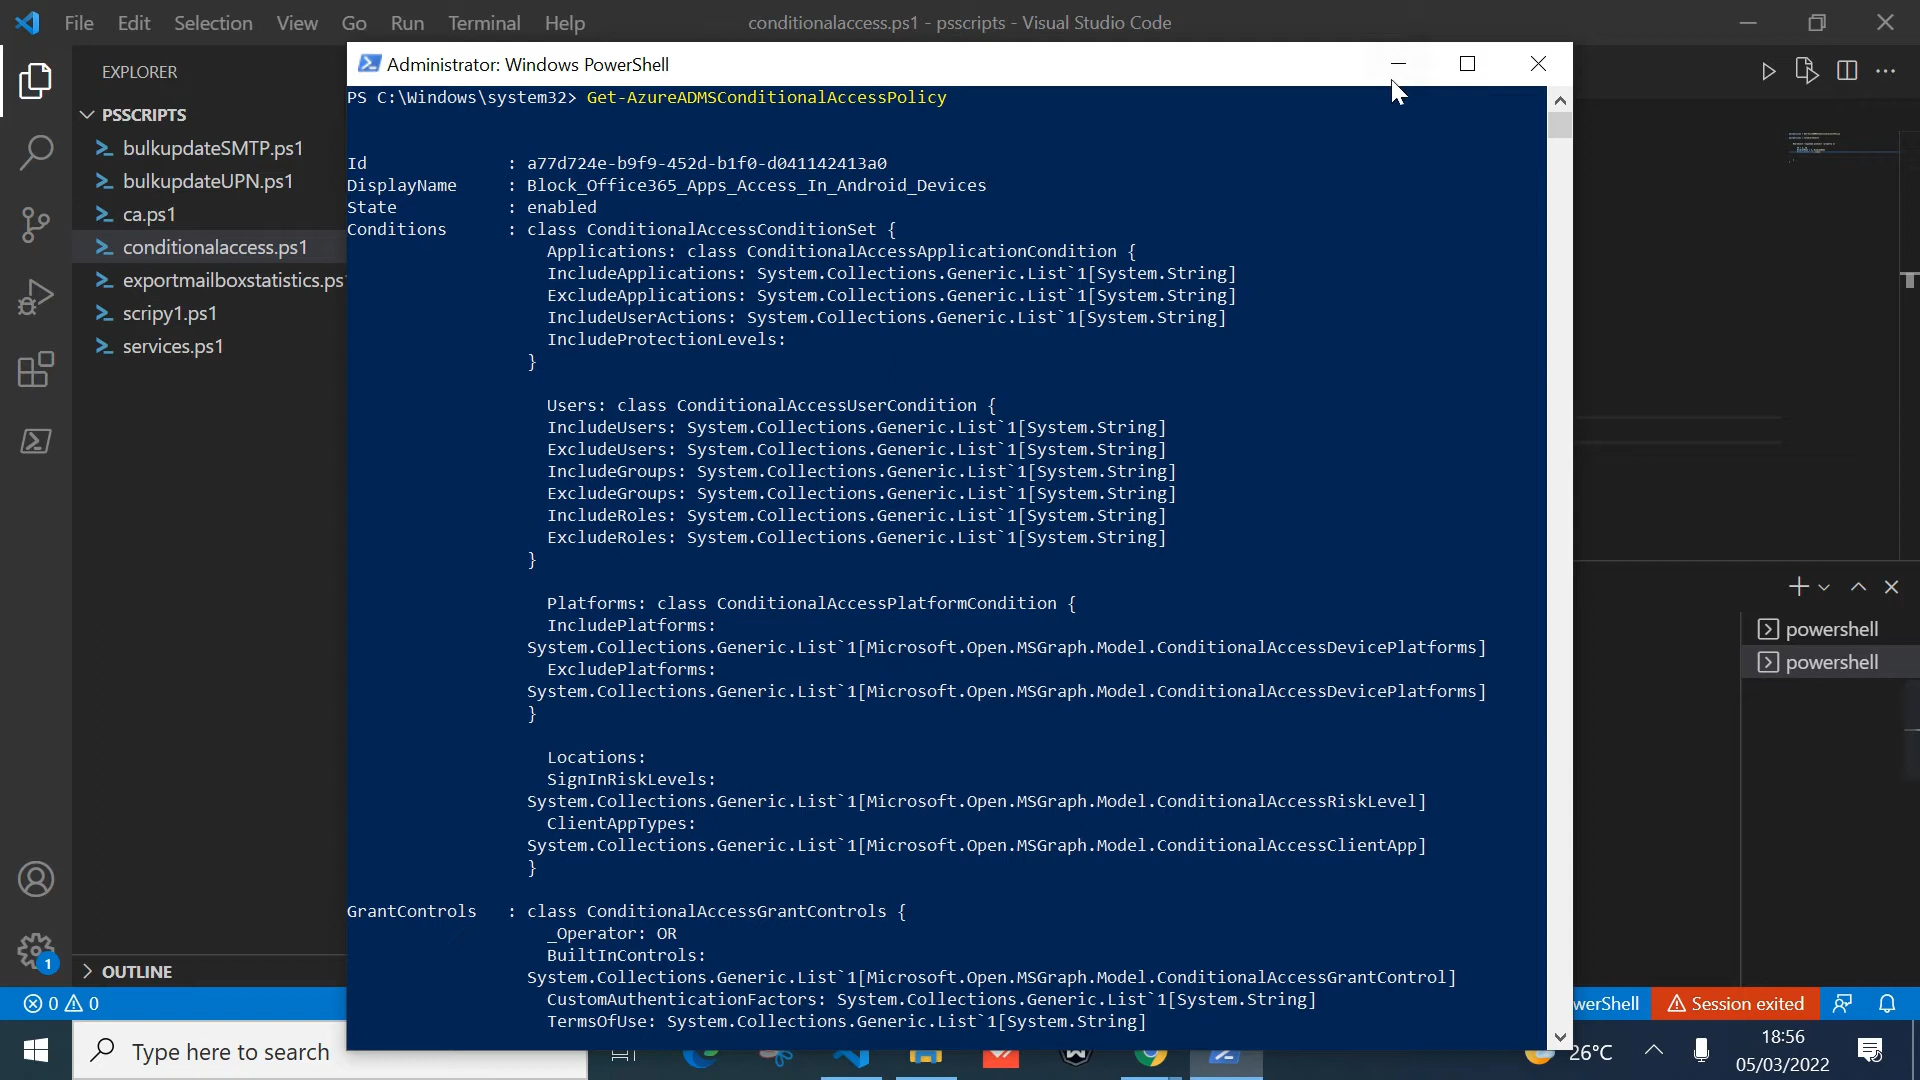 File Edit Selection View Go Run Terminal Help
conditionalaccess.ps1 - psscripts - Visual Studio Code
EXPLORER
PSSCRIPTS
bulkupdateSMTP.ps1
bulkupdateUPN.ps1
ca.ps1
conditionalaccess.ps1
exportmailboxstatistics.ps
scripy1.ps1
services.ps1
OUTLINE
Administrator: Windows PowerShell
PS C:\Windows\system32> Get-AzureADMSConditionalAccessPolicy
Id : a77d724e-b9f9-452d-b1f0-d041142413a0
DisplayName : Block_Office365_Apps_Access_In_Android_Devices
State : enabled
Conditions : class ConditionalAccessConditionSet {
Applications: class ConditionalAccessApplicationCondition {
IncludeApplications: System.Collections.Generic.List`1[System.String]
ExcludeApplications: System.Collections.Generic.List`1[System.String]
IncludeUserActions: System.Collections.Generic.List`1[System.String]
IncludeProtectionLevels:
}
Users: class ConditionalAccessUserCondition {
IncludeUsers: System.Collections.Generic.List`1[System.String]
ExcludeUsers: System.Collections.Generic.List`1[System.String]
IncludeGroups: System.Collections.Generic.List`1[System.String]
ExcludeGroups: System.Collections.Generic.List`1[System.String]
IncludeRoles: System.Collections.Generic.List`1[System.String]
ExcludeRoles: System.Collections.Generic.List`1[System.String]
}
Platforms: class ConditionalAccessPlatformCondition {
IncludePlatforms:
System.Collections.Generic.List`1[Microsoft.Open.MSGraph.Model.ConditionalAccessDevicePlatforms]
ExcludePlatforms:
System.Collections.Generic.List`1[Microsoft.Open.MSGraph.Model.ConditionalAccessDevicePlatforms]
}
Locations:
SignInRiskLevels:
System.Collections.Generic.List`1[Microsoft.Open.MSGraph.Model.ConditionalAccessRiskLevel]
ClientAppTypes:
System.Collections.Generic.List`1[Microsoft.Open.MSGraph.Model.ConditionalAccessClientApp]
}
GrantControls : class ConditionalAccessGrantControls {
_Operator: OR
BuiltInControls:
System.Collections.Generic.List`1[Microsoft.Open.MSGraph.Model.ConditionalAccessGrantControl]
CustomAuthenticationFactors: System.Collections.Generic.List`1[System.String]
TermsOfUse: System.Collections.Generic.List`1[System.String]
powershell
powershell
1
0 0
werShell
Session exited
Type here to search
26°C
18:56
05/03/2022